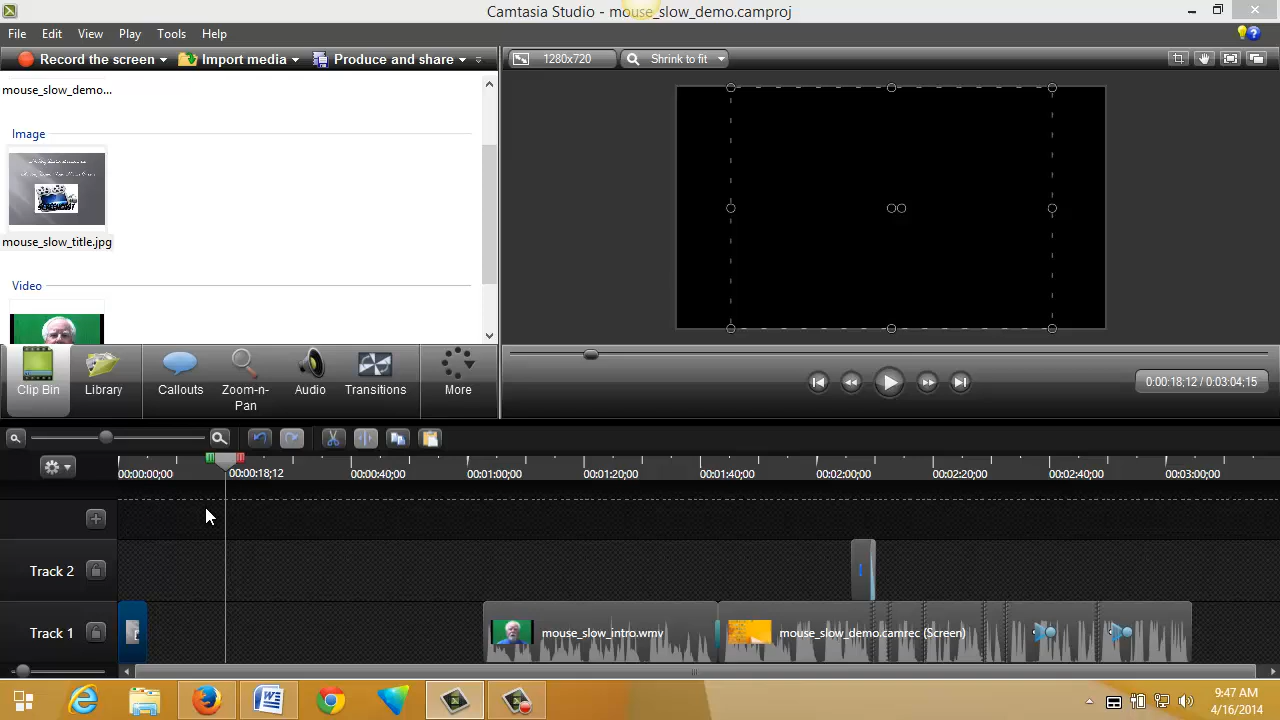 Camtasia Studio - mouse_slow_demo.camproj
File Edit View Play Tools Help
Record the screen Import media Produce and share
1280x720 Shrink to fit
mouse_slow_demo...
Image
mouse_slow_title.jpg
Video
Clip Bin
Library
Callouts
Zoom-n-
Pan
Audio
Transitions
More
0:00:18;12 / 0:03:04;15
00:00:00;00 00:00:18;12 00:00:40;00 00:01:00;00 00:01:20;00 00:01:40;00 00:02:00;00 00:02:20;00 00:02:40;00 00:03:00;00
Track 2
Track 1
mouse_slow_intro.wmv
mouse_slow_demo.camrec (Screen)
9:47 AM
4/16/2014